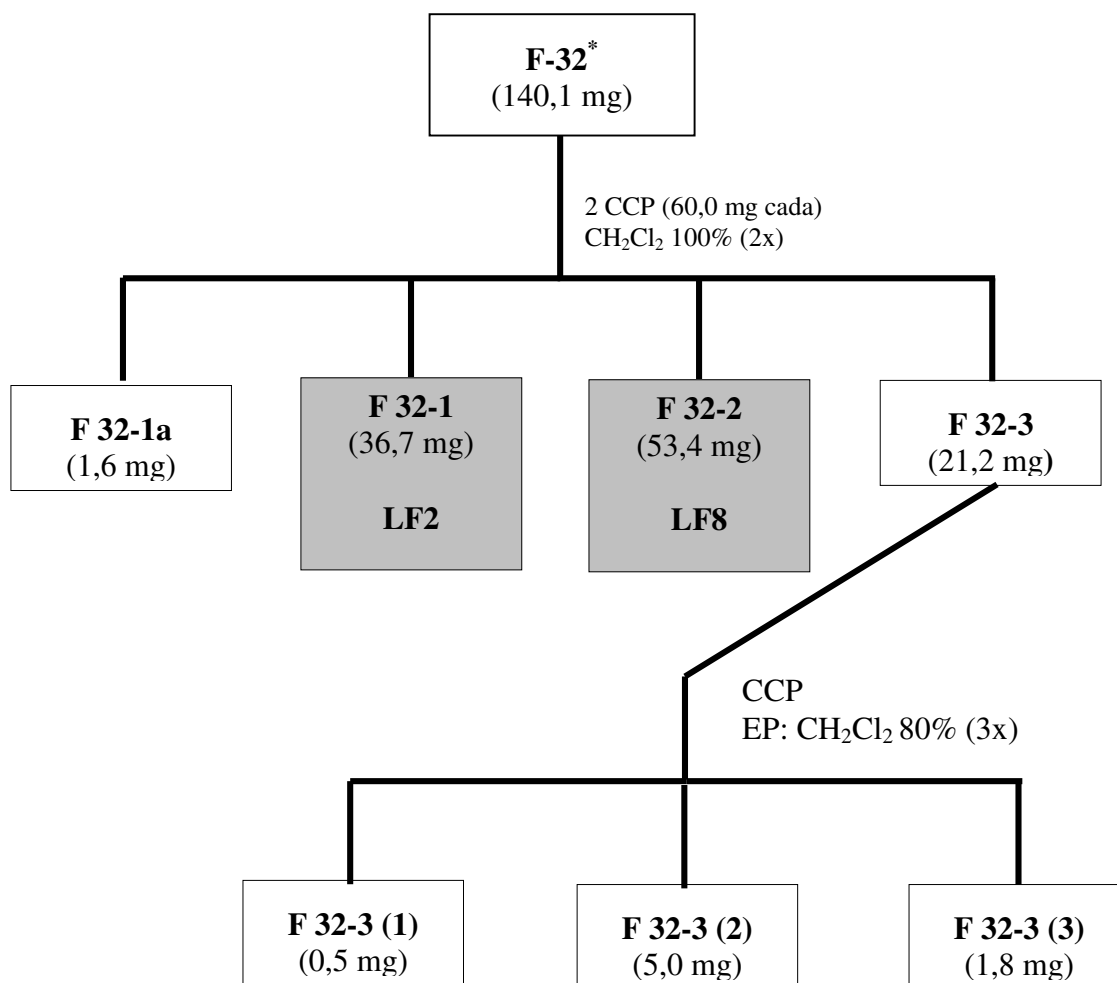 F-32*
(140,1 mg)
2 CCP (60,0 mg cada)
CH₂Cl₂ 100% (2x)
F 32-1a
(1,6 mg)
F 32-1
(36,7 mg)
LF2
F 32-2
(53,4 mg)
LF8
F 32-3
(21,2 mg)
CCP
EP: CH₂Cl₂ 80% (3x)
F 32-3 (1)
(0,5 mg)
F 32-3 (2)
(5,0 mg)
F 32-3 (3)
(1,8 mg)